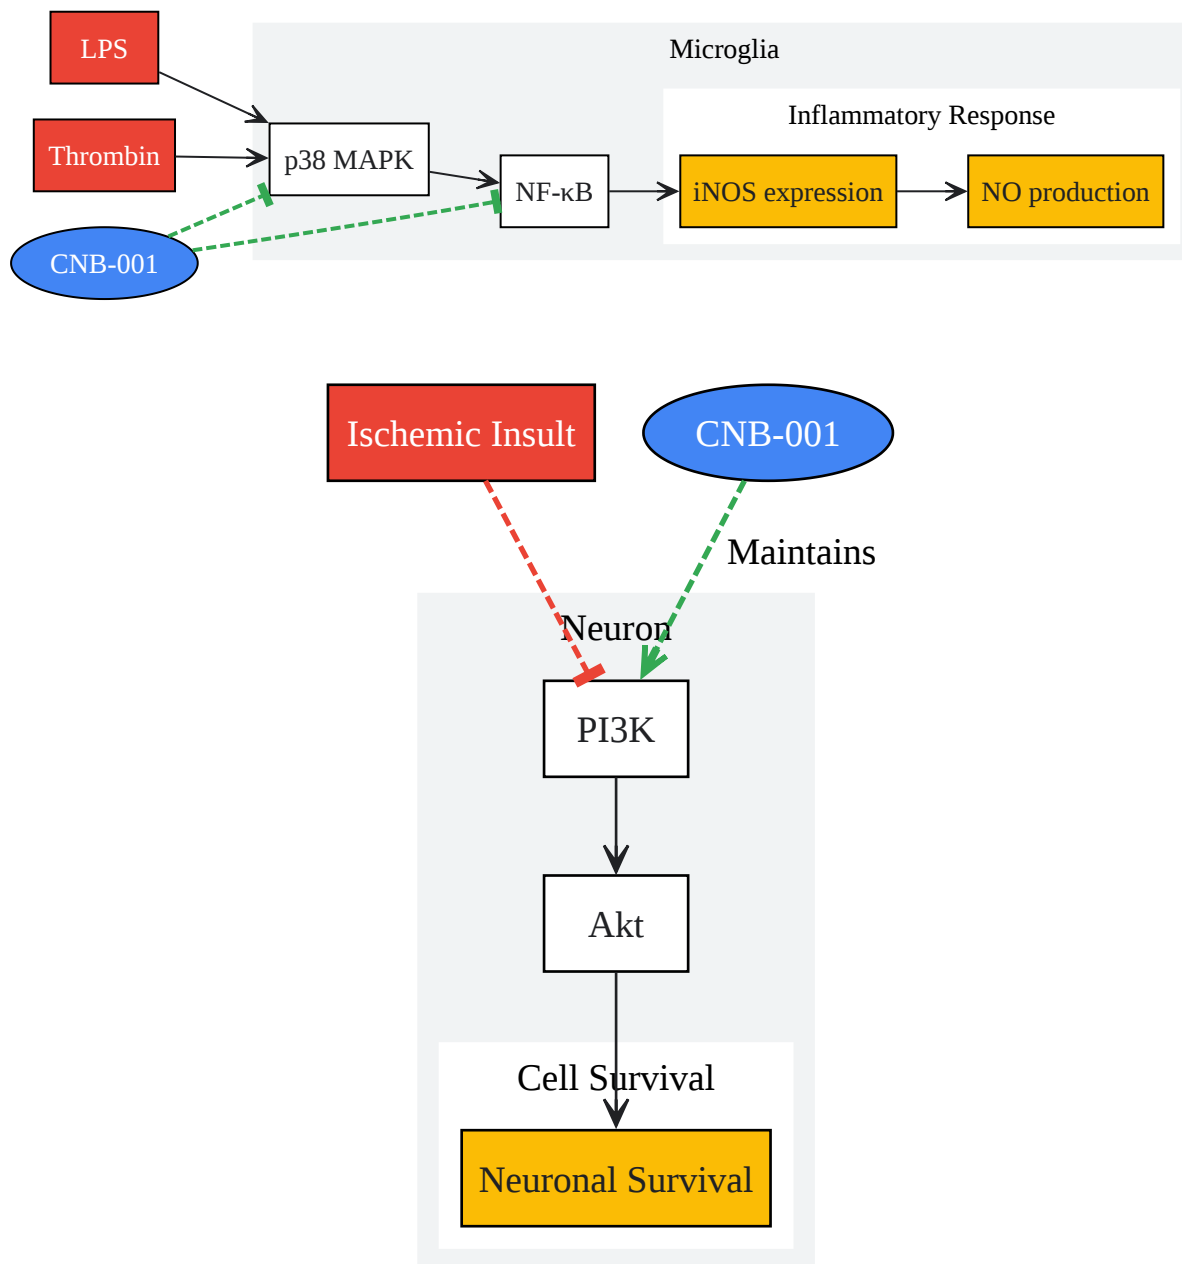 LPS
Microglia
Inflammatory Response
Thrombin
p38 MAPK
NF-κB
iNOS expression
NO production
CNB-001
Ischemic Insult
CNB-001
Maintains
Neuron
PI3K
Akt
Cell Survival
Neuronal Survival